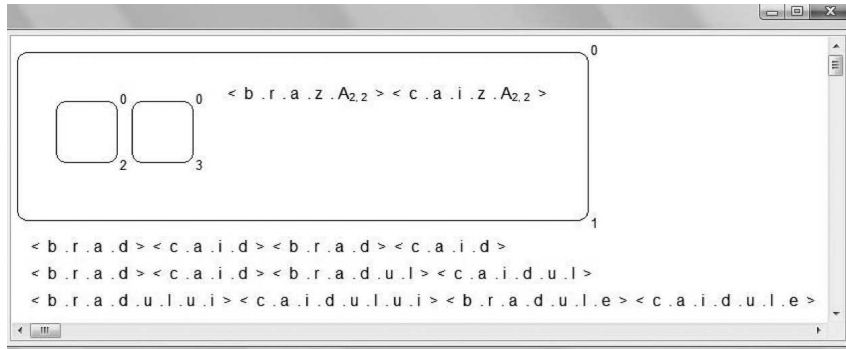 0
< b .r .a .z .A2, 2 > < c .a .i .z .A2, 2 >
0 0
2 3
1
< b .r .a .d > < c .a .i .d > < b .r .a .d > < c .a .i .d >
< b .r .a .d > < c .a .i .d > < b .r .a .d .u .l > < c .a .i .d .u .l >
< b .r .a .d .u .l .u .i > < c .a .i .d .u .l .u .i > < b .r .a .d .u .l .e > < c .a .i .d .u .l .e >